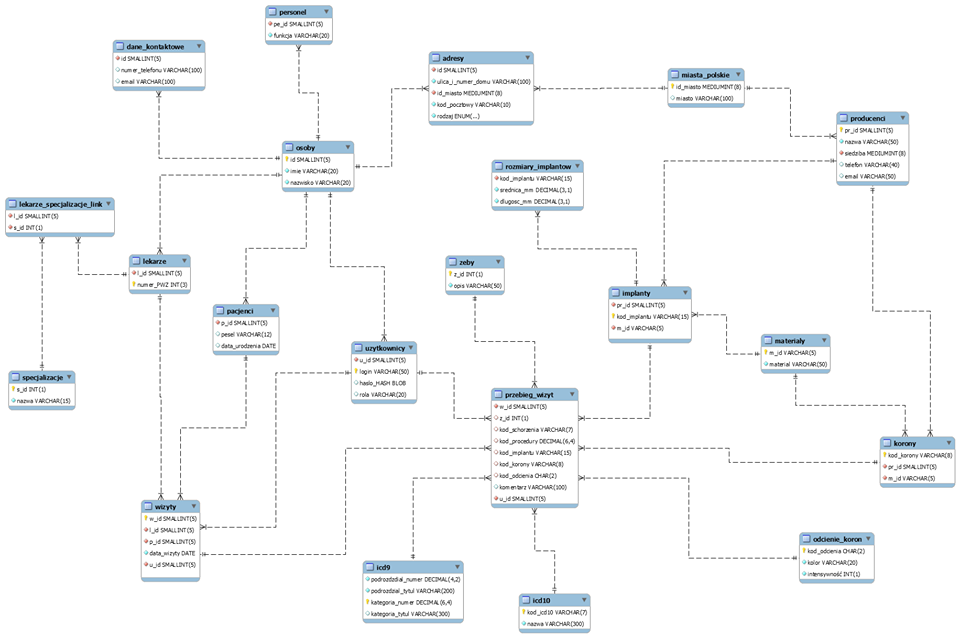 personel
pe_id SMALLINT(5)
funkcja VARCHAR(20)
dane_kontaktowe
id SMALLINT(5)
numer_telefonu VARCHAR(100)
email VARCHAR(100)
adresy
id SMALLINT(5)
ulica_i_numer_domu VARCHAR(100)
id_miasto MEDIUMINT(8)
kod_pocztowy VARCHAR(10)
rodzaj ENUM(...)
miasta_polskie
id_miasto MEDIUMINT(8)
miasto VARCHAR(100)
producenci
pr_id SMALLINT(5)
nazwa VARCHAR(50)
siedziba MEDIUMINT(8)
telefon VARCHAR(40)
email VARCHAR(50)
osoby
id SMALLINT(5)
imie VARCHAR(20)
nazwisko VARCHAR(20)
rozmiary_implantow
kod_implantu VARCHAR(15)
srednica_mm DECIMAL(3,1)
dlugosc_mm DECIMAL(3,1)
lekarze_specjalizacje_link
l_id SMALLINT(5)
s_id INT(1)
lekarze
l_id SMALLINT(5)
numer_PWZ INT(3)
zeby
z_id INT(1)
opis VARCHAR(50)
implanty
pr_id SMALLINT(5)
kod_implantu VARCHAR(15)
m_id VARCHAR(5)
pacjenci
p_id SMALLINT(5)
pesel VARCHAR(12)
data_urodzenia DATE
uzytkownicy
u_id SMALLINT(5)
login VARCHAR(50)
haslo_HASH BLOB
rola VARCHAR(20)
materialy
m_id VARCHAR(5)
material VARCHAR(50)
specjalizacje
s_id INT(1)
nazwa VARCHAR(15)
przebieg_wizyt
w_id SMALLINT(5)
z_id INT(1)
kod_schorzenia VARCHAR(7)
kod_procedury DECIMAL(6,4)
kod_implantu VARCHAR(15)
kod_korony VARCHAR(8)
kod_odcienia CHAR(2)
komentarz VARCHAR(100)
u_id SMALLINT(5)
korony
kod_korony VARCHAR(8)
pr_id SMALLINT(5)
m_id VARCHAR(5)
wizyty
w_id SMALLINT(5)
l_id SMALLINT(5)
p_id SMALLINT(5)
data_wizyty DATE
u_id SMALLINT(5)
odcienie_koron
kod_odcienia CHAR(2)
kolor VARCHAR(20)
intensywność INT(1)
icd9
podrozdzial_numer DECIMAL(4,2)
podrozdzial_tytul VARCHAR(200)
kategoria_numer DECIMAL(6,4)
kategoria_tytul VARCHAR(300)
icd10
kod_icd10 VARCHAR(7)
nazwa VARCHAR(300)